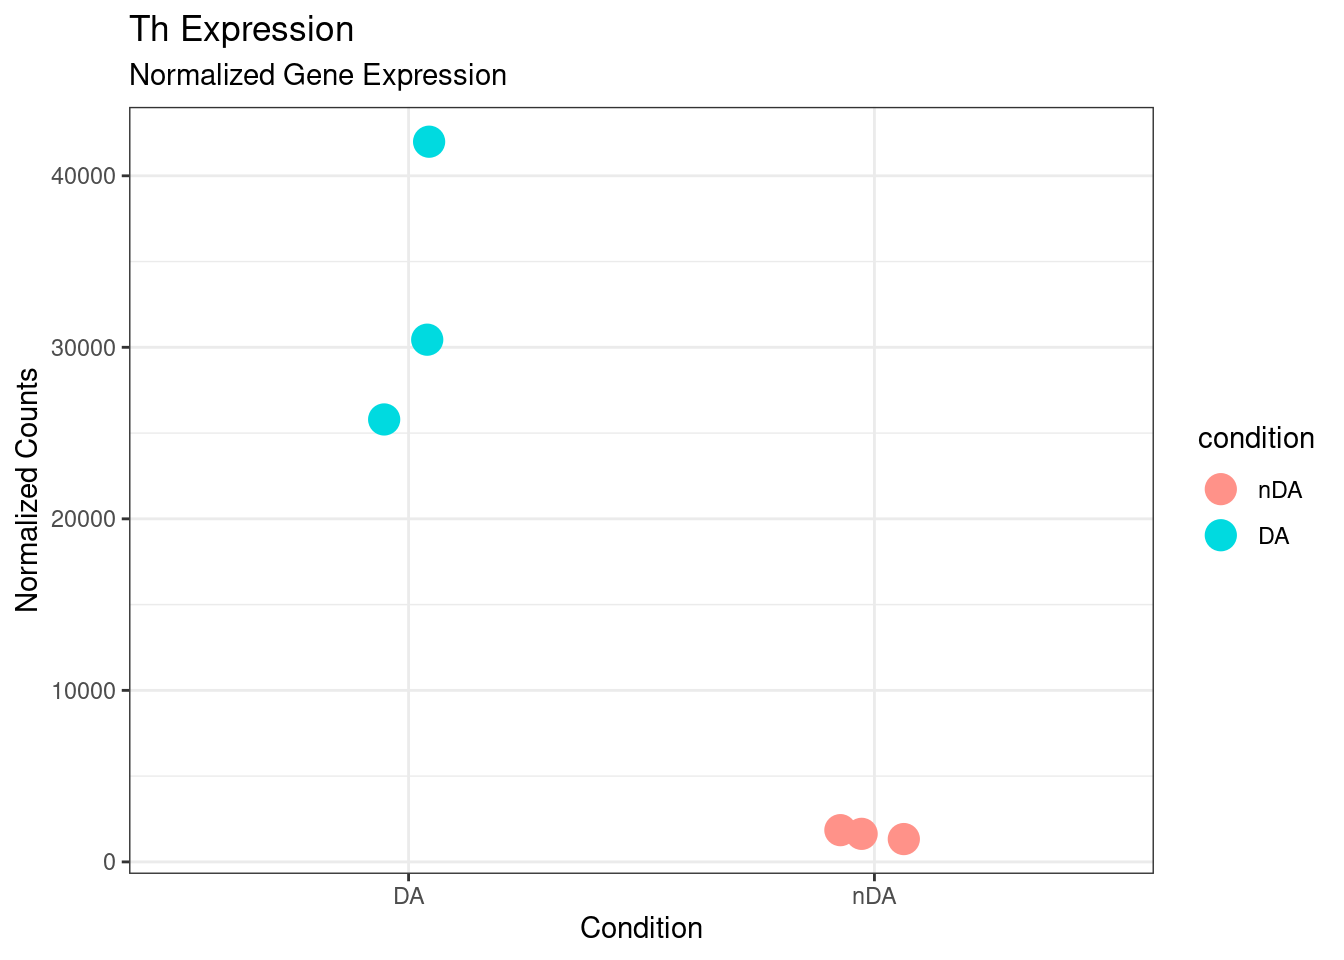 Th Expression
Normalized Gene Expression
Normalized Counts
40000
30000
20000
10000
0
DA
nDA
Condition
condition
nDA
DA